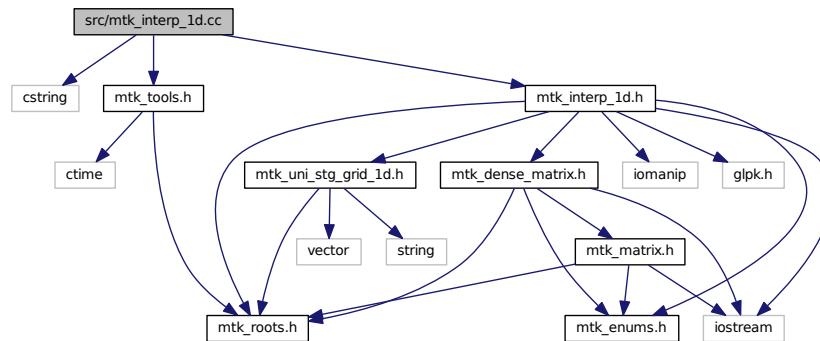 src/mtk_interp_1d.cc
cstring
mtk_tools.h
mtk_interp_1d.h
ctime
mtk_uni_stg_grid_1d.h
mtk_dense_matrix.h
iomanip
glpk.h
vector
string
mtk_matrix.h
mtk_roots.h
mtk_enums.h
iostream